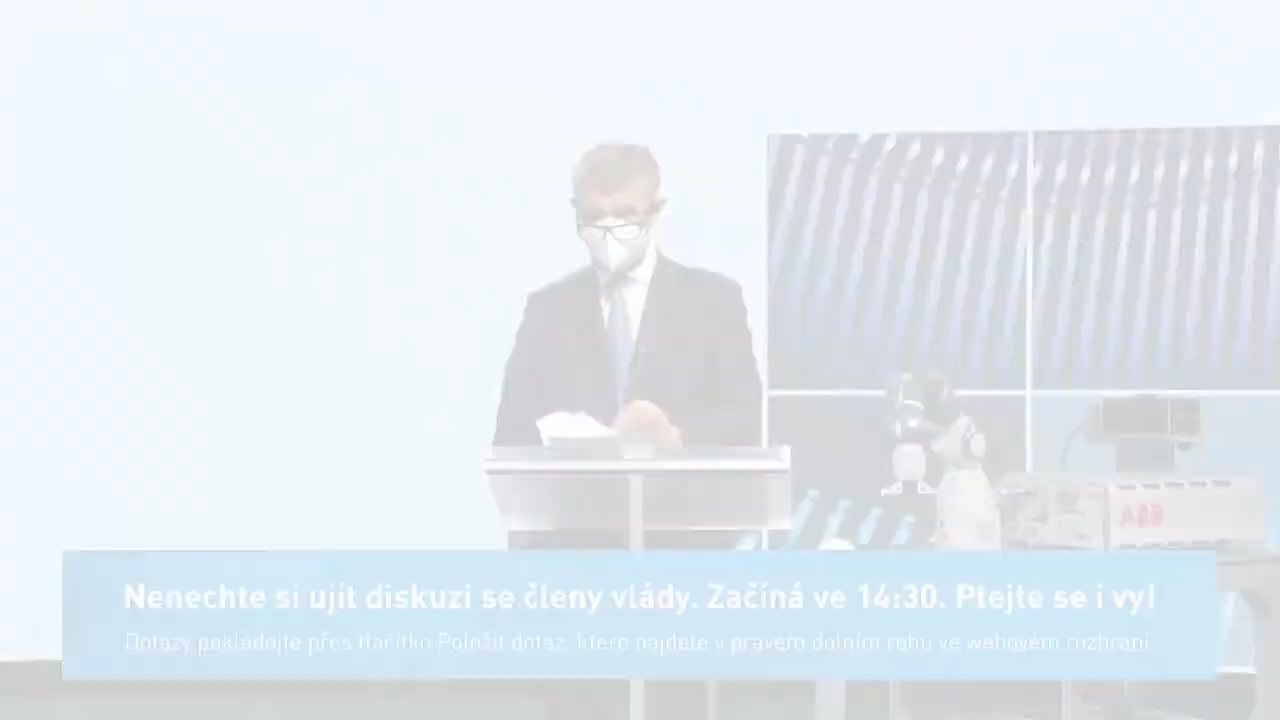 ABB
Nenechte si ujít diskuzi se členy vlády. Začíná ve 14:30. Ptejte se i vy!
Dotazy pokládejte přes tlačítko Položit dotaz, které najdete v pravém dolním rohu ve webovém rozhraní.